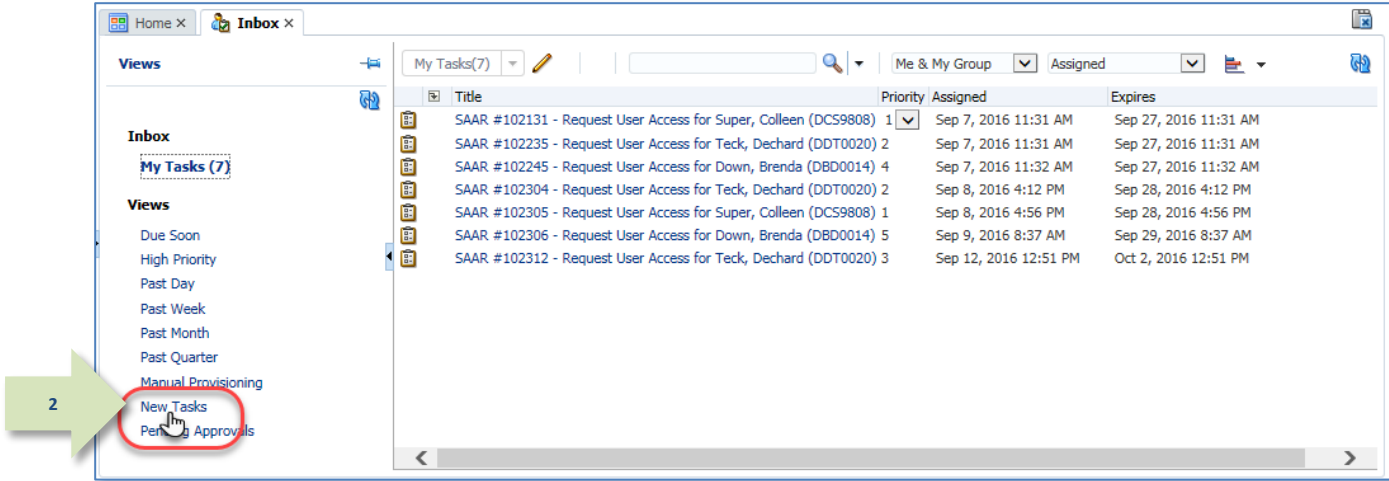 Home ×
Inbox ×
Views
My Tasks(7)
Me & My Group
Assigned
Title
Priority
Assigned
Expires
SAAR #102131 - Request User Access for Super, Colleen (DCS9808) 1 Sep 7, 2016 11:31 AM Sep 27, 2016 11:31 AM
SAAR #102235 - Request User Access for Teck, Dechard (DDT0020) 2 Sep 7, 2016 11:31 AM Sep 27, 2016 11:31 AM
SAAR #102245 - Request User Access for Down, Brenda (DBD0014) 4 Sep 7, 2016 11:32 AM Sep 27, 2016 11:32 AM
SAAR #102304 - Request User Access for Teck, Dechard (DDT0020) 2 Sep 8, 2016 4:12 PM Sep 28, 2016 4:12 PM
SAAR #102305 - Request User Access for Super, Colleen (DCS9808) 1 Sep 8, 2016 4:56 PM Sep 28, 2016 4:56 PM
SAAR #102306 - Request User Access for Down, Brenda (DBD0014) 5 Sep 9, 2016 8:37 AM Sep 29, 2016 8:37 AM
SAAR #102312 - Request User Access for Teck, Dechard (DDT0020) 3 Sep 12, 2016 12:51 PM Oct 2, 2016 12:51 PM
Inbox
My Tasks (7)
Views
Due Soon
High Priority
Past Day
Past Week
Past Month
Past Quarter
Manual Provisioning
New Tasks
Pending Approvals
2